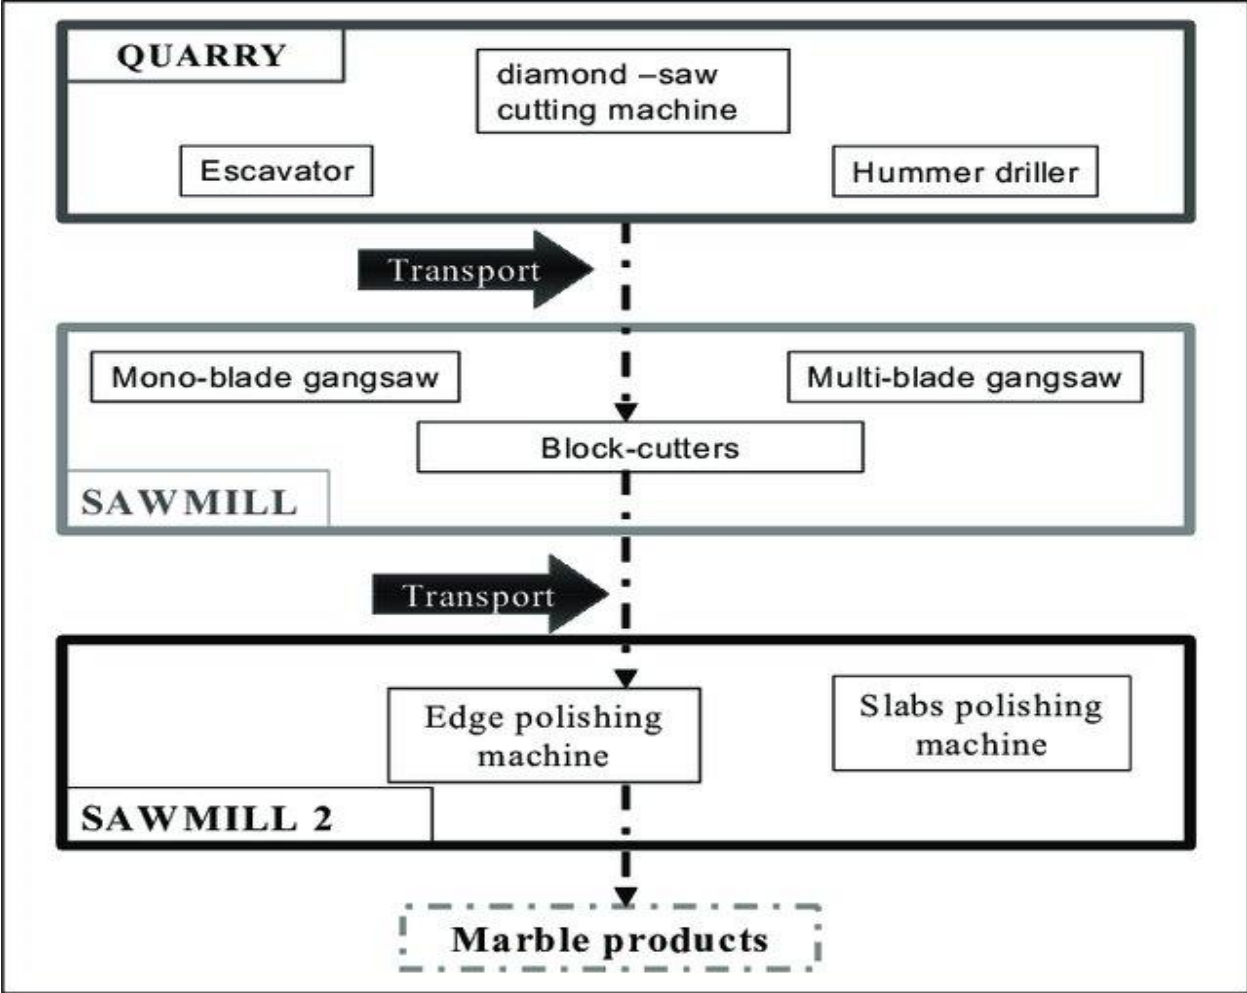 QUARRY
diamond –saw
cutting machine
Escavator
Hummer driller
Transport
Mono-blade gangsaw
Multi-blade gangsaw
Block-cutters
SAWMILL
Transport
Edge polishing
machine
Slabs polishing
machine
SAWMILL 2
Marble products